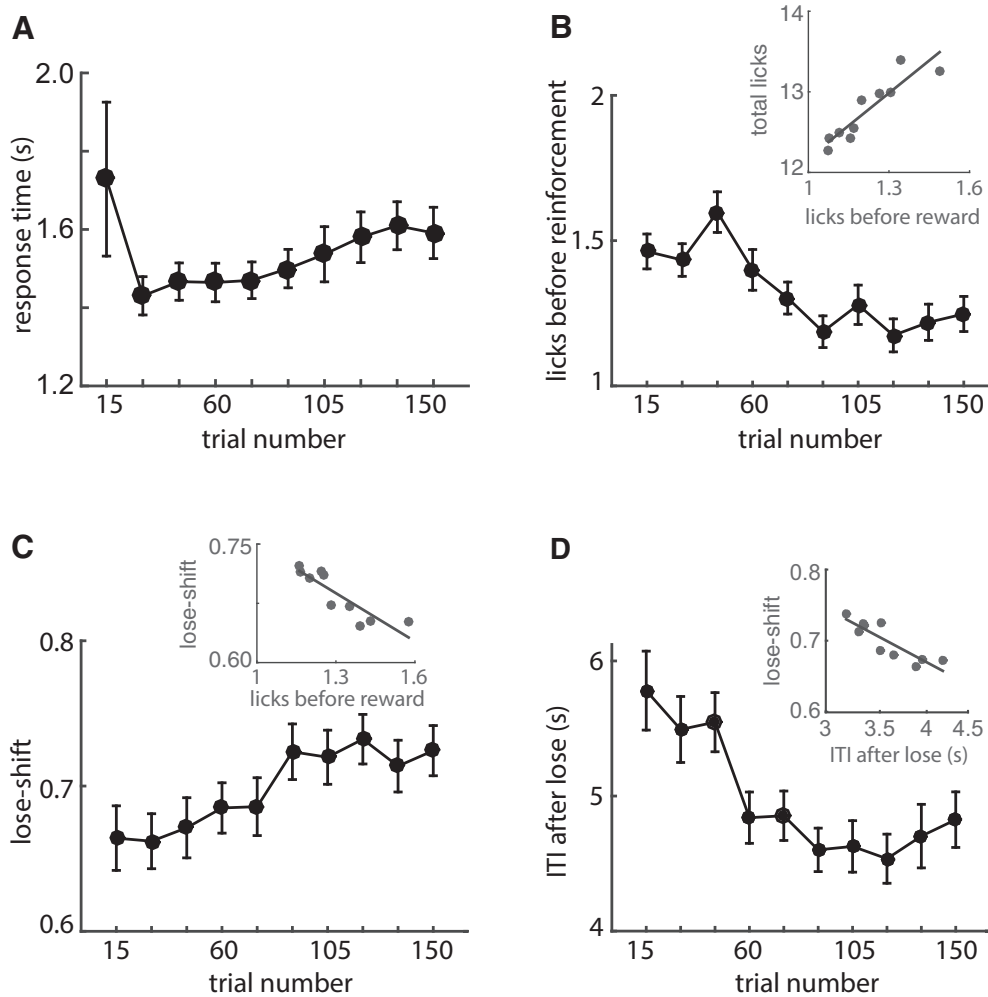 A
response time (s)
2.0
1.6
1.2
15
60
105
150
trial number
B
licks before reinforcement
2
1.5
1
15
60
105
150
trial number
total licks
14
13
12
1
1.3
1.6
licks before reward
C
lose-shift
0.8
0.7
0.6
15
60
105
150
trial number
lose-shift
0.75
0.60
1
1.3
1.6
licks before reward
D
ITI after lose (s)
6
5
4
15
60
105
150
trial number
lose-shift
0.8
0.7
0.6
3
3.5
4
4.5
ITI after lose (s)